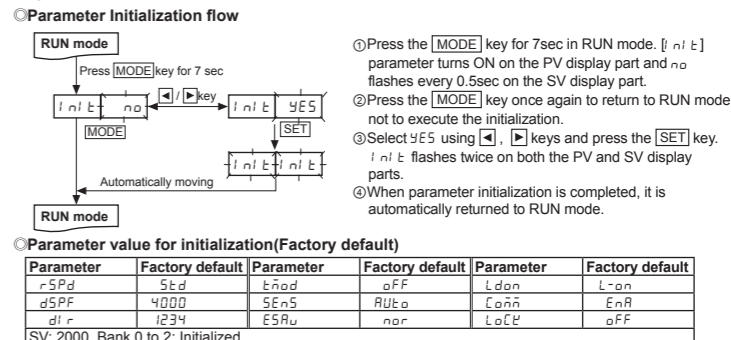 ◎Parameter Initialization flow
RUN mode
Press MODE key for 7 sec
InIt no ◀ / ▶ key InIt YES
MODE SET
InIt InIt
Automatically moving
RUN mode
①Press the MODE key for 7sec in RUN mode. [InIt]
parameter turns ON on the PV display part and no
flashes every 0.5sec on the SV display part.
②Press the MODE key once again to return to RUN mode
not to execute the initialization.
③Select YES using ◀, ▶ keys and press the SET key.
InIt flashes twice on both the PV and SV display
parts.
④When parameter initialization is completed, it is
automatically returned to RUN mode.
◎Parameter value for initialization(Factory default)
Parameter Factory default Parameter Factory default Parameter Factory default
rSPd Std tmod oFF Ldon L-on
dSPF 4000 SEnS AUto Comm EnA
dIr 1234 ESAv nor LoCK oFF
SV: 2000, Bank 0 to 2: Initialized